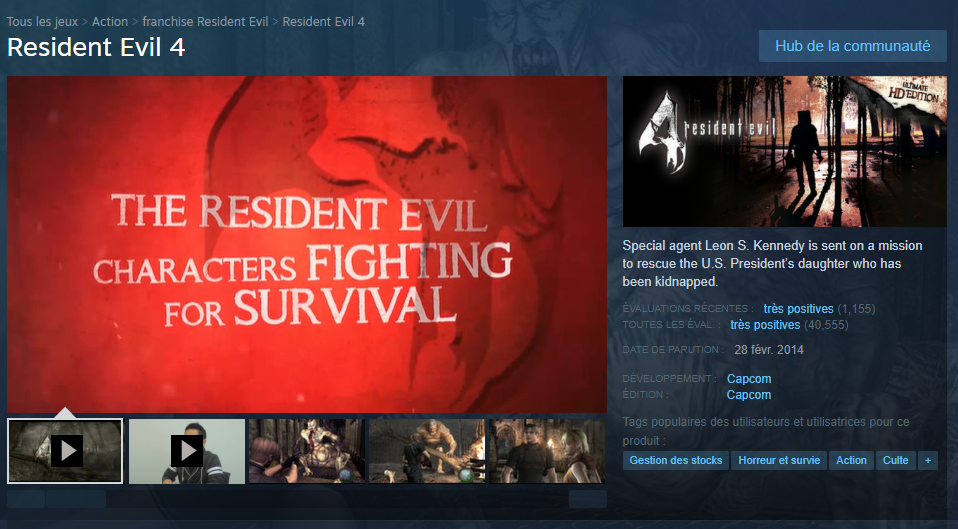 Tous les jeux > Action > franchise Resident Evil > Resident Evil 4
Resident Evil 4
Hub de la communauté
THE RESIDENT EVIL
CHARACTERS FIGHTING
FOR SURVIVAL
4 resident evil
ULTIMATE
HD EDITION
Special agent Leon S. Kennedy is sent on a mission
to rescue the U.S. President's daughter who has
been kidnapped.
ÉVALUATIONS RÉCENTES : très positives (1,155)
TOUTES LES ÉVAL. : très positives (40,555)
DATE DE PARUTION : 28 févr. 2014
DÉVELOPPEMENT : Capcom
ÉDITION : Capcom
Tags populaires des utilisateurs et utilisatrices pour ce
produit :
Gestion des stocks Horreur et survie Action Culte +